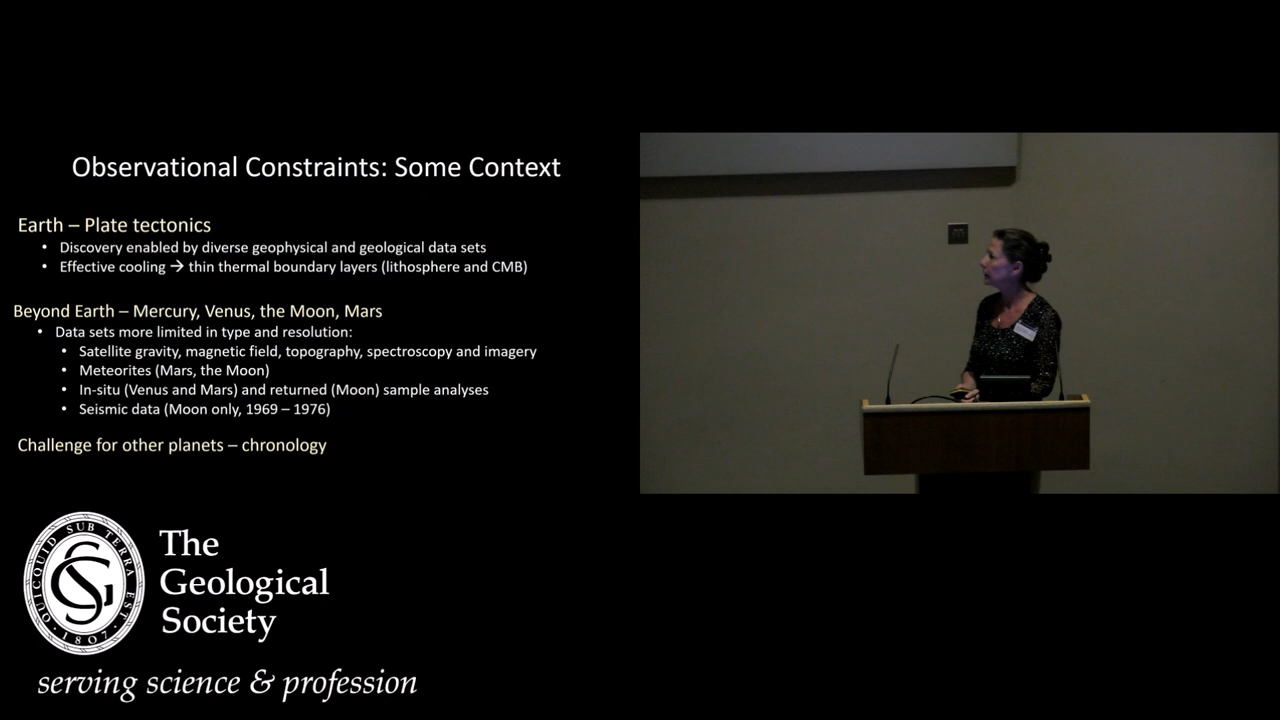 Observational Constraints: Some Context
Earth – Plate tectonics
• Discovery enabled by diverse geophysical and geological data sets
• Effective cooling → thin thermal boundary layers (lithosphere and CMB)
Beyond Earth – Mercury, Venus, the Moon, Mars
• Data sets more limited in type and resolution:
• Satellite gravity, magnetic field, topography, spectroscopy and imagery
• Meteorites (Mars, the Moon)
• In-situ (Venus and Mars) and returned (Moon) sample analyses
• Seismic data (Moon only, 1969 – 1976)
Challenge for other planets – chronology
QUICQUID SUB TERRA EST
GS
· 1807 ·
The
Geological
Society
serving science & profession